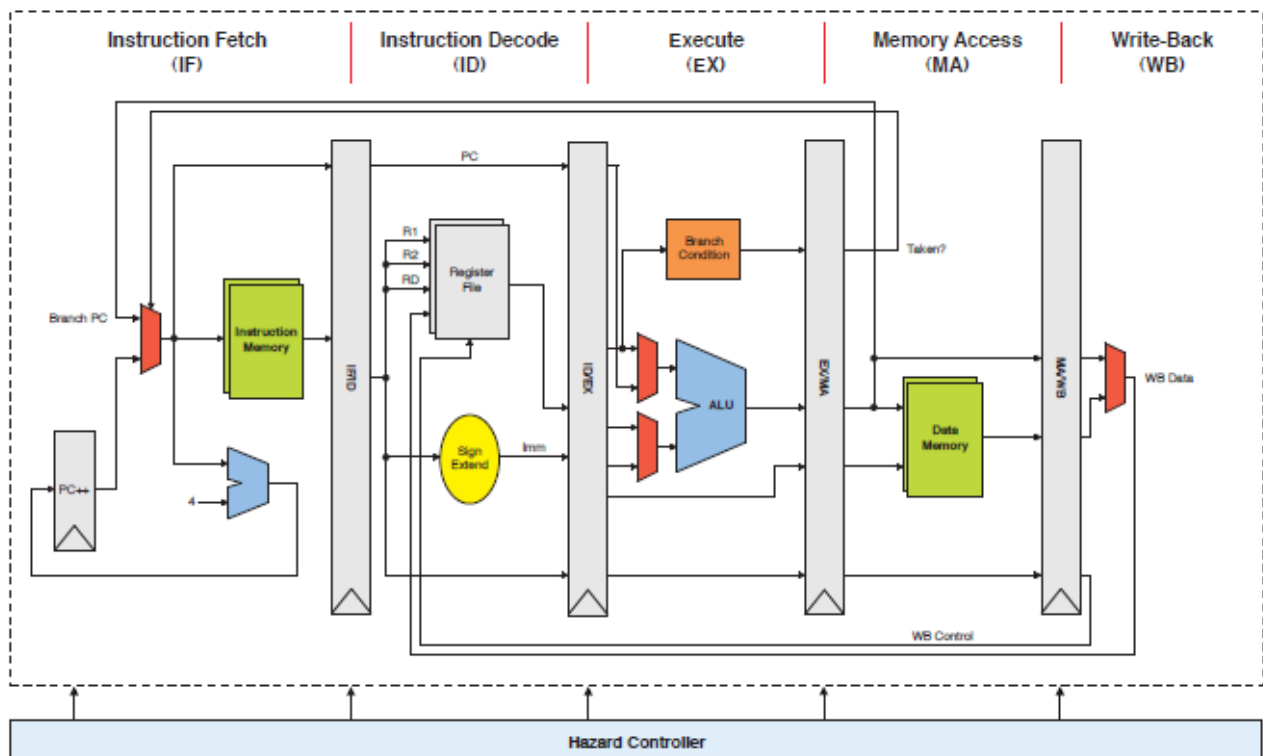 Instruction Fetch
(IF)
Instruction Decode
(ID)
Execute
(EX)
Memory Access
(MA)
Write-Back
(WB)
PC
R1
R2
RD
Register
File
Branch
Condition
Taken?
Branch PC
Instruction
Memory
IF/ID
ID/EX
EX/MA
MA/WB
ALU
WB Data
Data
Memory
Sign
Extend
Imm
PC++
4
WB Control
Hazard Controller